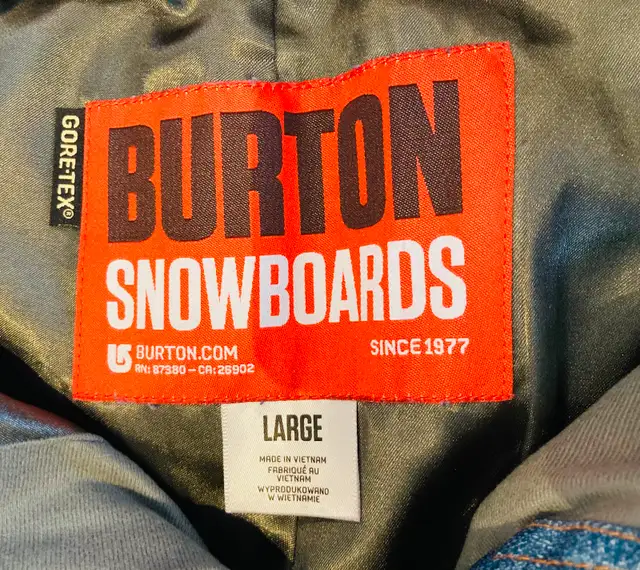 GORE-TEX®
BURTON
SNOWBOARDS
BURTON.COM
RN: 87380 – CA: 26902
SINCE 1977
LARGE
MADE IN VIETNAM
FABRIQUÉ AU
VIETNAM
WYPRODUKOWANO
W WIETNAMIE